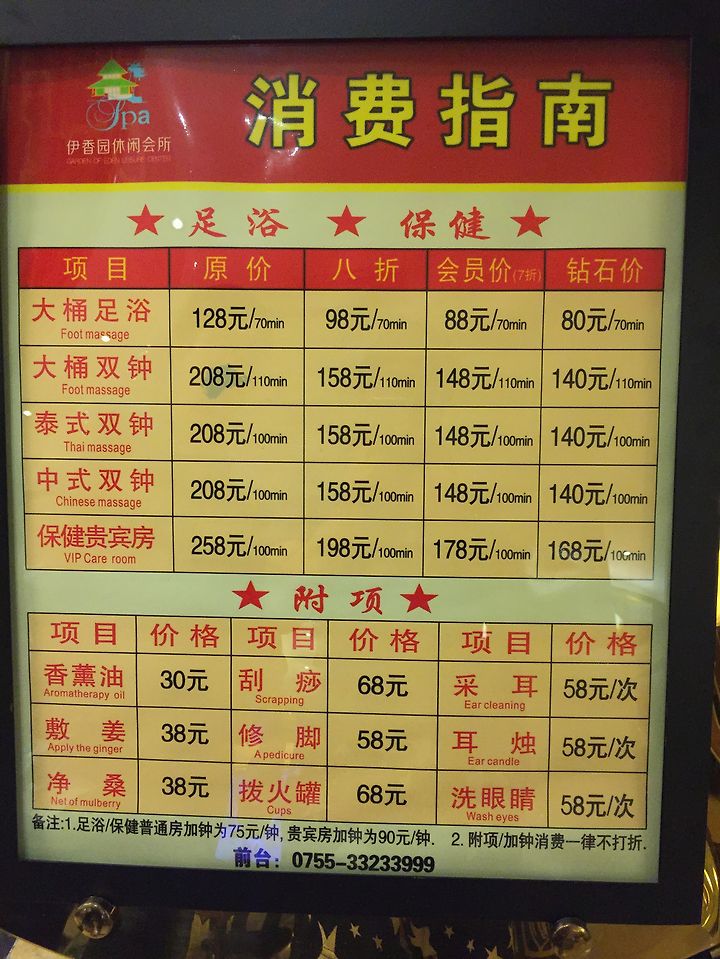 Spa
伊香园休闲会所
GARDEN OF EDEN LEISURE CENTER
消费指南
★ 足浴 ★ 保健 ★
项目 原价 八折 会员价(7折) 钻石价
大桶足浴 128元/70min 98元/70min 88元/70min 80元/70min
Foot massage
大桶双钟 208元/110min 158元/110min 148元/110min 140元/110min
Foot massage
泰式双钟 208元/100min 158元/100min 148元/100min 140元/100min
Thai massage
中式双钟 208元/100min 158元/100min 148元/100min 140元/100min
Chinese massage
保健贵宾房 258元/100min 198元/100min 178元/100min 168元/100min
VIP Care room
★ 附项 ★
项目 价格 项目 价格 项目 价格
香薰油 30元 刮痧 68元 采耳 58元/次
Aromatherapy oil Scrapping Ear cleaning
敷姜 38元 修脚 58元 耳烛 58元/次
Apply the ginger A pedicure Ear candle
净桑 38元 拨火罐 68元 洗眼睛 58元/次
Net of mulberry Cups Wash eyes
备注:1.足浴/保健普通房加钟为75元/钟, 贵宾房加钟为90元/钟. 2. 附项/加钟消费一律不打折.
前台: 0755-33233999